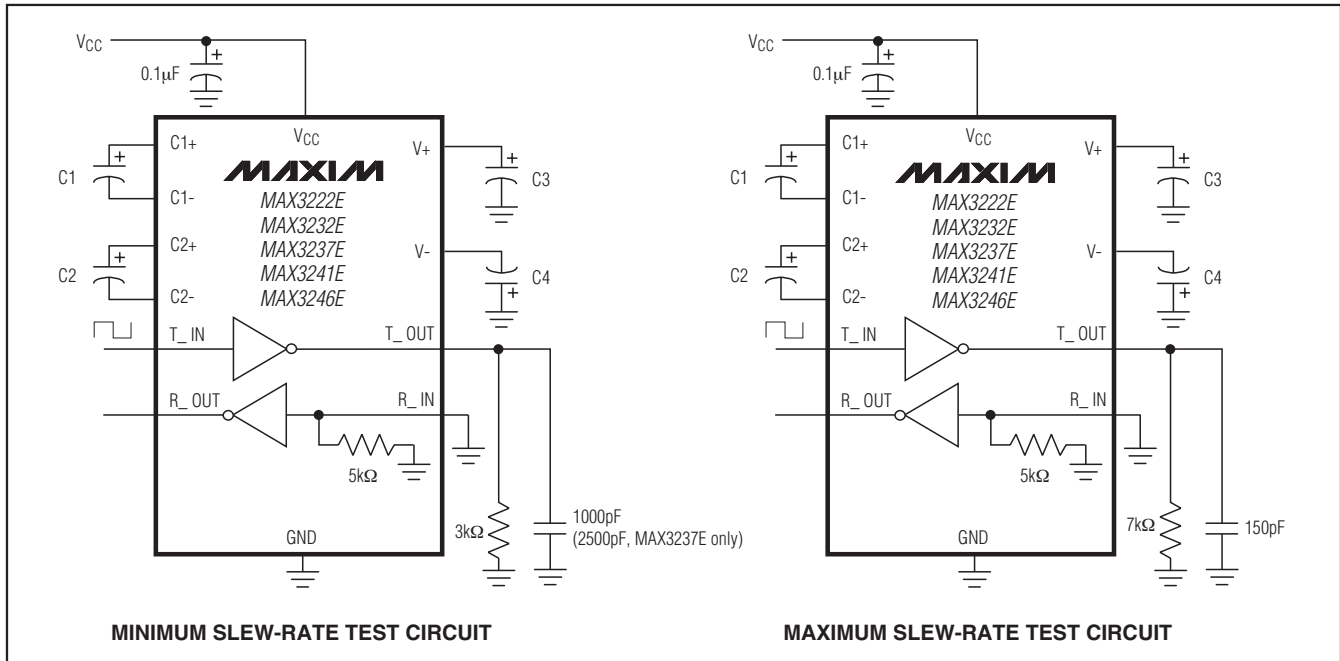 VCC
0.1µF
+
VCC
C1+
C1
+
C1-
C2+
C2
+
C2-
MAXIM
MAX3222E
MAX3232E
MAX3237E
MAX3241E
MAX3246E
V+
+
C3
V-
C4
+
T_ IN
T_ OUT
R_ OUT
R_ IN
5kΩ
3kΩ
1000pF
(2500pF, MAX3237E only)
GND
MINIMUM SLEW-RATE TEST CIRCUIT
VCC
0.1µF
+
VCC
C1+
C1
+
C1-
C2+
C2
+
C2-
MAXIM
MAX3222E
MAX3232E
MAX3237E
MAX3241E
MAX3246E
V+
+
C3
V-
C4
+
T_ IN
T_ OUT
R_ OUT
R_ IN
5kΩ
7kΩ
150pF
GND
MAXIMUM SLEW-RATE TEST CIRCUIT